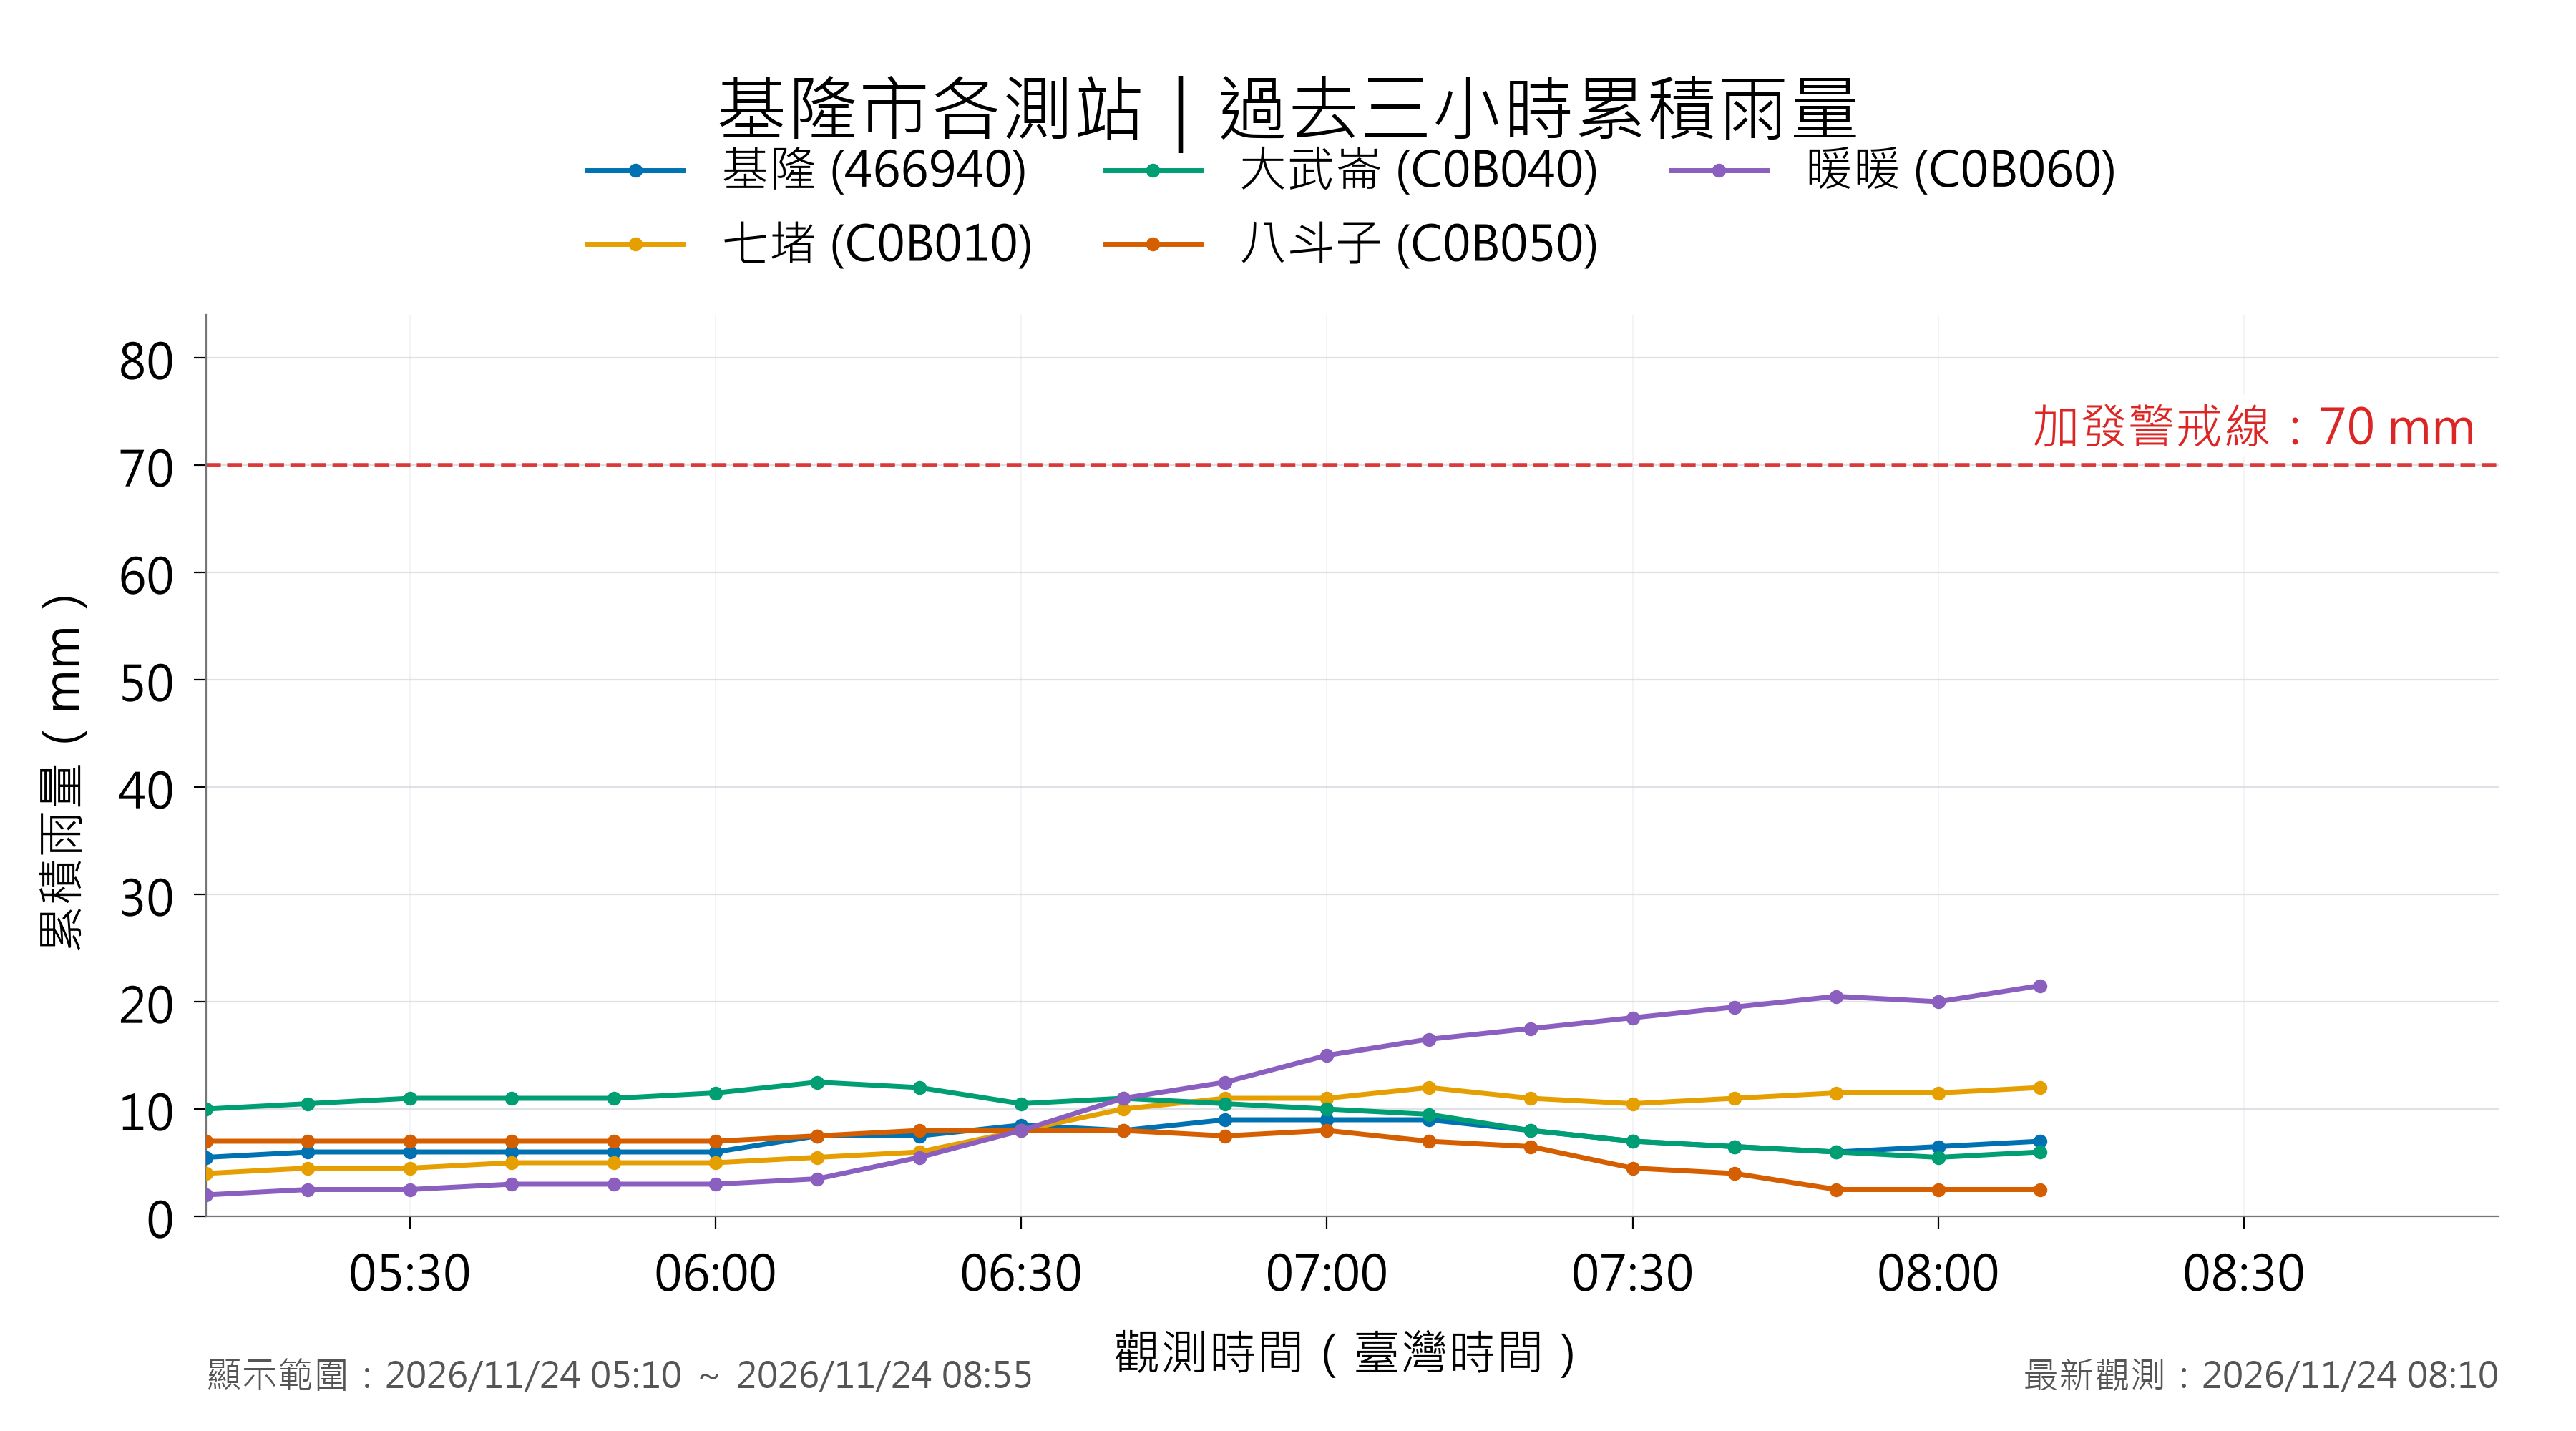 基隆市各測站 | 過去三小時累積雨量
基隆 (466940)
大武崙 (C0B040)
暖暖 (C0B060)
七堵 (C0B010)
八斗子 (C0B050)
累積雨量（mm）
80
70
60
50
40
30
20
10
0
加發警戒線：70 mm
05:30
06:00
06:30
07:00
07:30
08:00
08:30
觀測時間（臺灣時間）
顯示範圍：2026/11/24 05:10 ~ 2026/11/24 08:55
最新觀測：2026/11/24 08:10